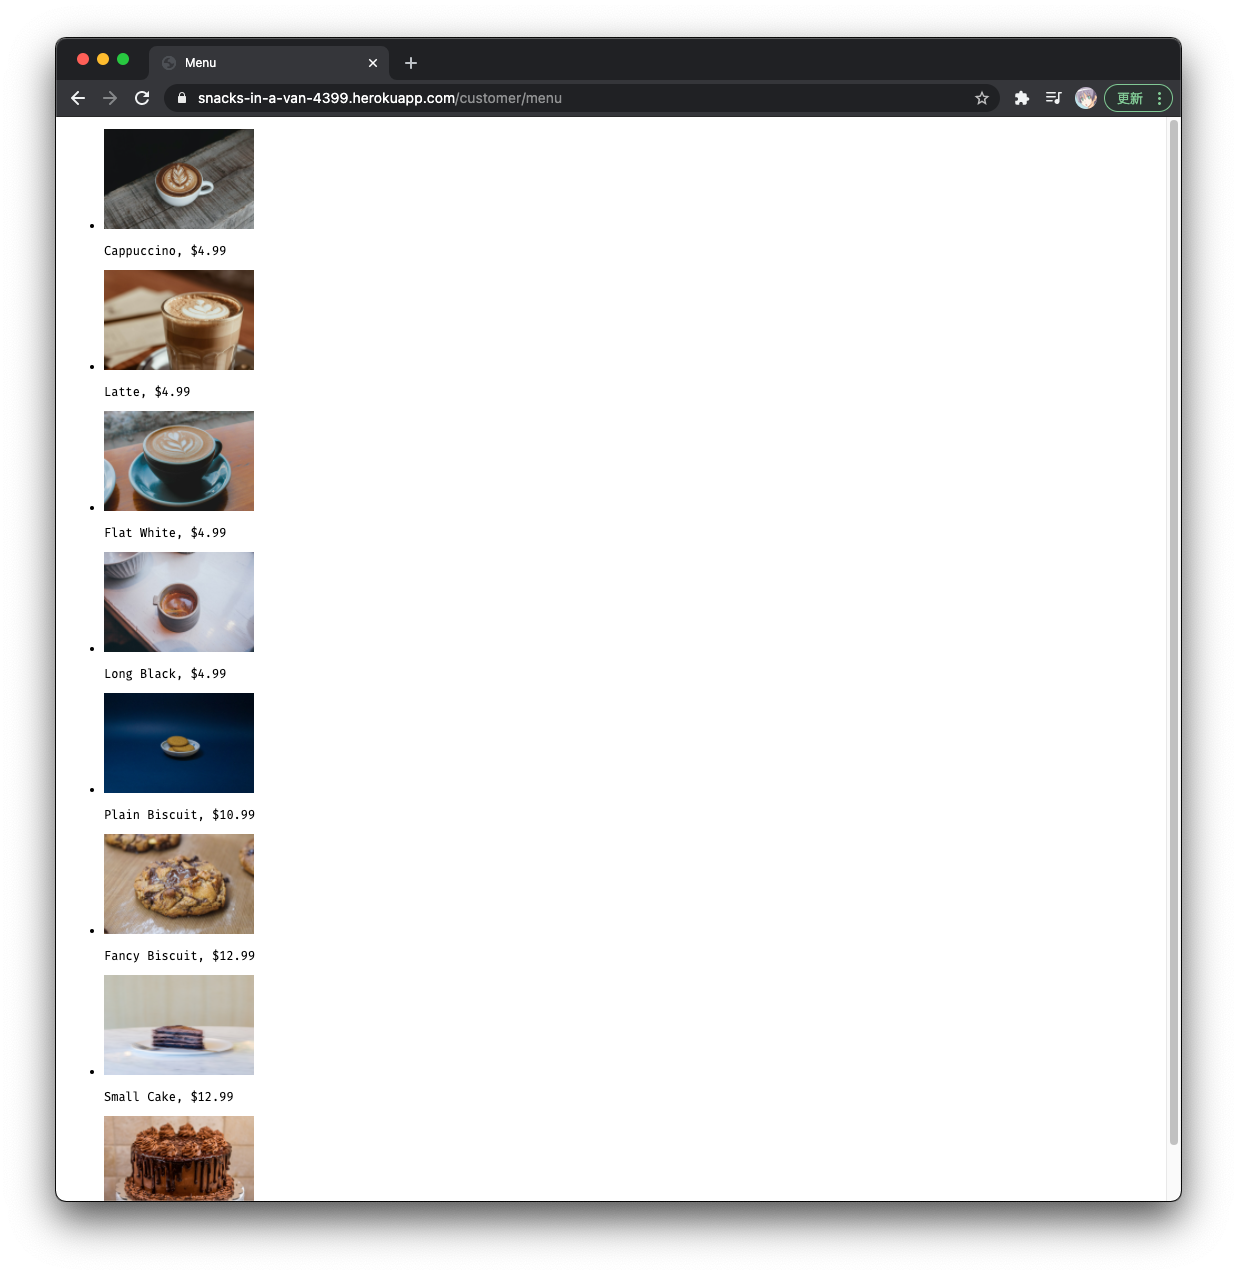 Menu
snacks-in-a-van-4399.herokuapp.com/customer/menu
更新
Cappuccino, $4.99
Latte, $4.99
Flat White, $4.99
Long Black, $4.99
Plain Biscuit, $10.99
Fancy Biscuit, $12.99
Small Cake, $12.99